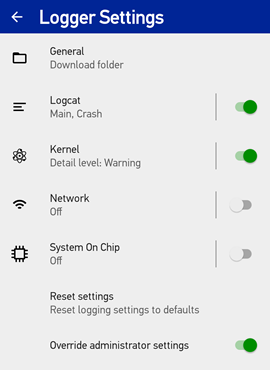 Logger Settings
General
Download folder
Logcat
Main, Crash
Kernel
Detail level: Warning
Network
Off
System On Chip
Off
Reset settings
Reset logging settings to defaults
Override administrator settings